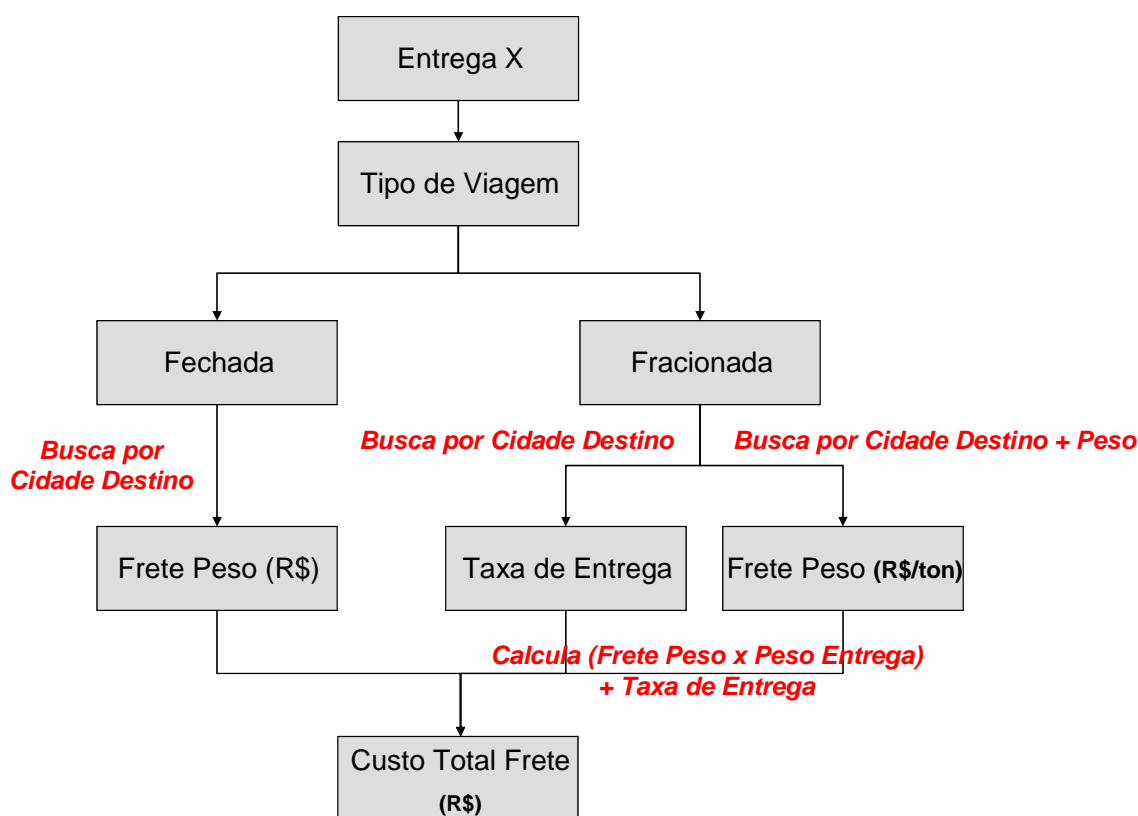 Entrega X
Tipo de Viagem
Fechada
Fracionada
Busca por
Cidade Destino
Busca por Cidade Destino
Busca por Cidade Destino + Peso
Frete Peso (R$)
Taxa de Entrega
Frete Peso (R$/ton)
Calcula (Frete Peso x Peso Entrega)
+ Taxa de Entrega
Custo Total Frete
(R$)